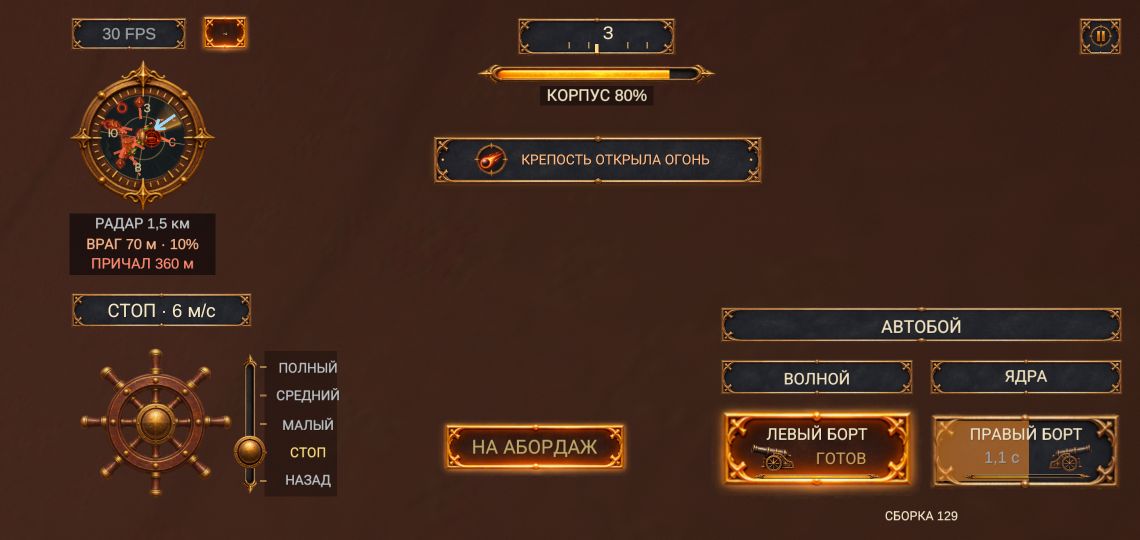 30 FPS
З
КОРПУС 80%
З
Ю
С
В
КРЕПОСТЬ ОТКРЫЛА ОГОНЬ
РАДАР 1,5 км
ВРАГ 70 м · 10%
ПРИЧАЛ 360 м
СТОП · 6 м/с
ПОЛНЫЙ
СРЕДНИЙ
МАЛЫЙ
СТОП
НАЗАД
НА АБОРДАЖ
АВТОБОЙ
ВОЛНОЙ
ЯДРА
ЛЕВЫЙ БОРТ
ГОТОВ
ПРАВЫЙ БОРТ
1,1 с
СБОРКА 129